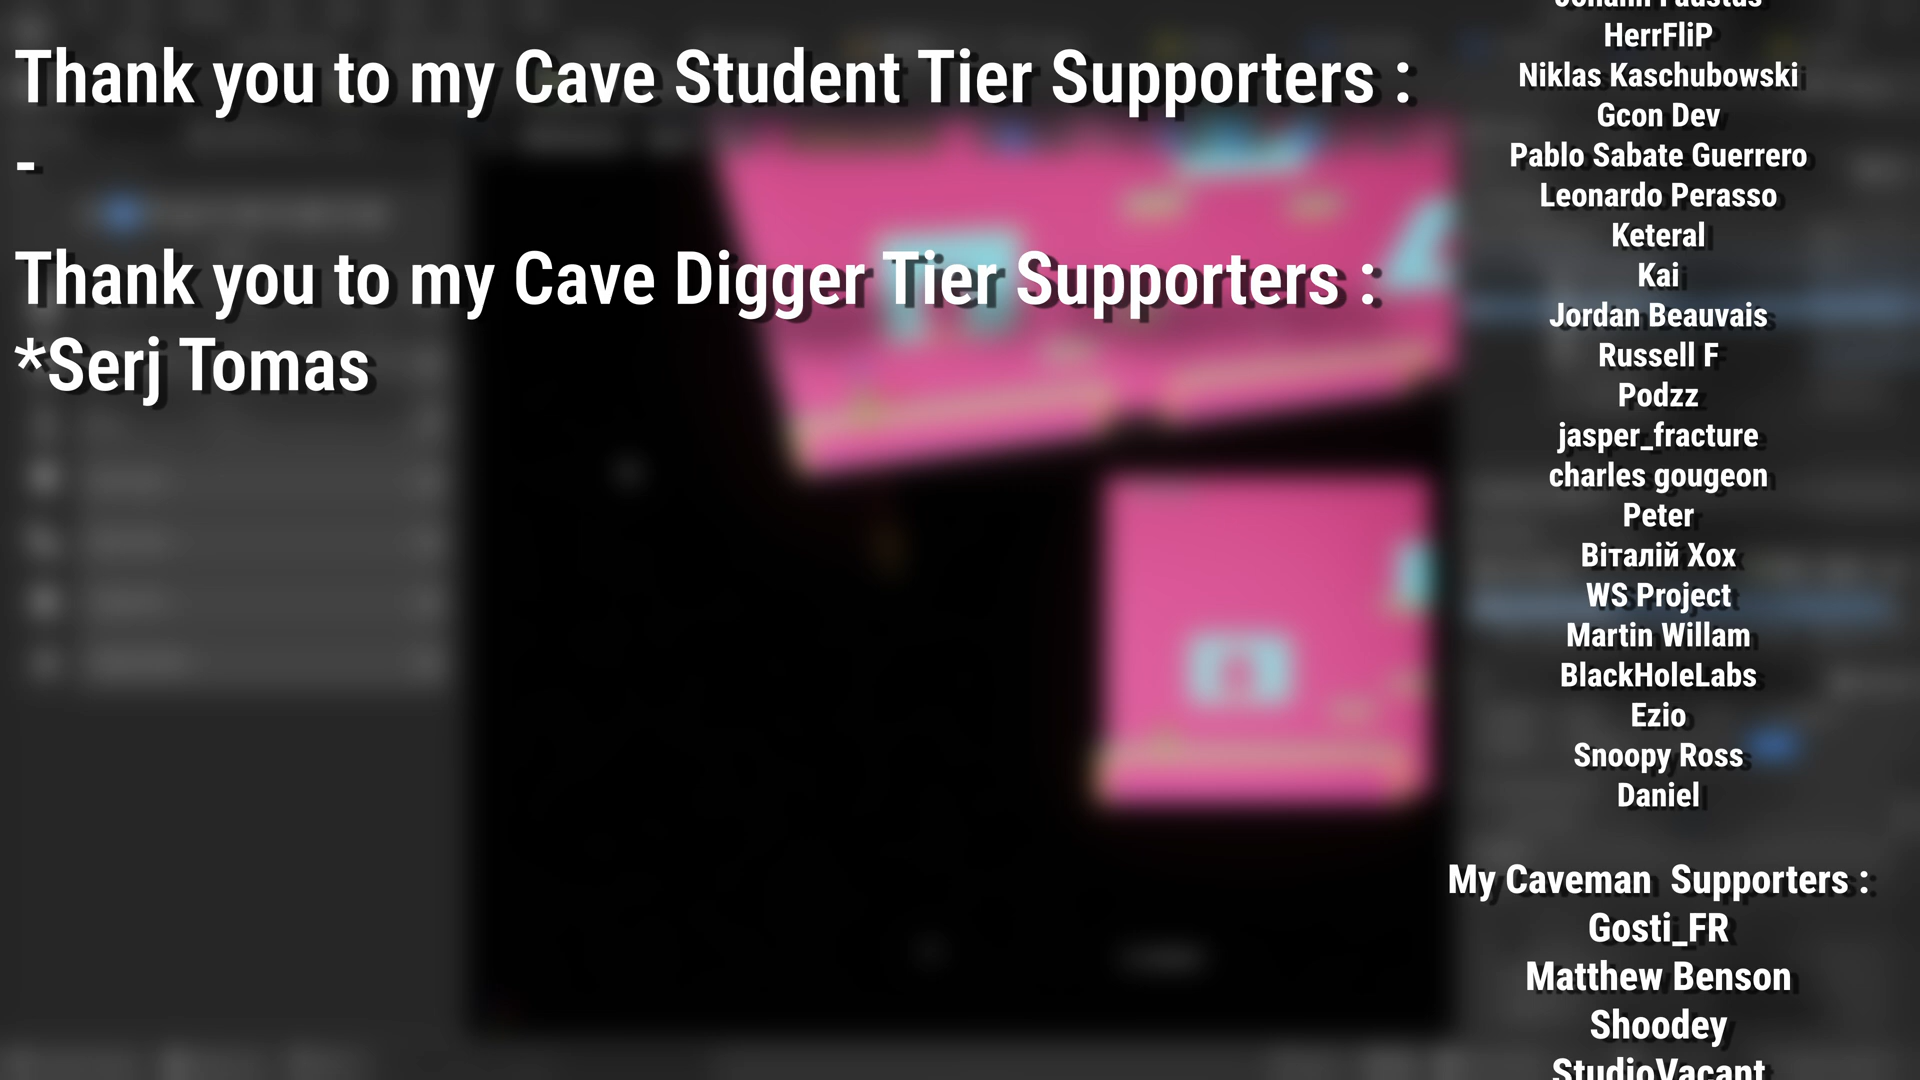 Thank you to my Cave Student Tier Supporters :
-
Thank you to my Cave Digger Tier Supporters :
*Serj Tomas
Johann Faustus
HerrFliP
Niklas Kaschubowski
Gcon Dev
Pablo Sabate Guerrero
Leonardo Perasso
Keteral
Kai
Jordan Beauvais
Russell F
Podzz
jasper_fracture
charles gougeon
Peter
Віталій Хох
WS Project
Martin Willam
BlackHoleLabs
Ezio
Snoopy Ross
Daniel
My Caveman  Supporters :
Gosti_FR
Matthew Benson
Shoodey
StudioVacant